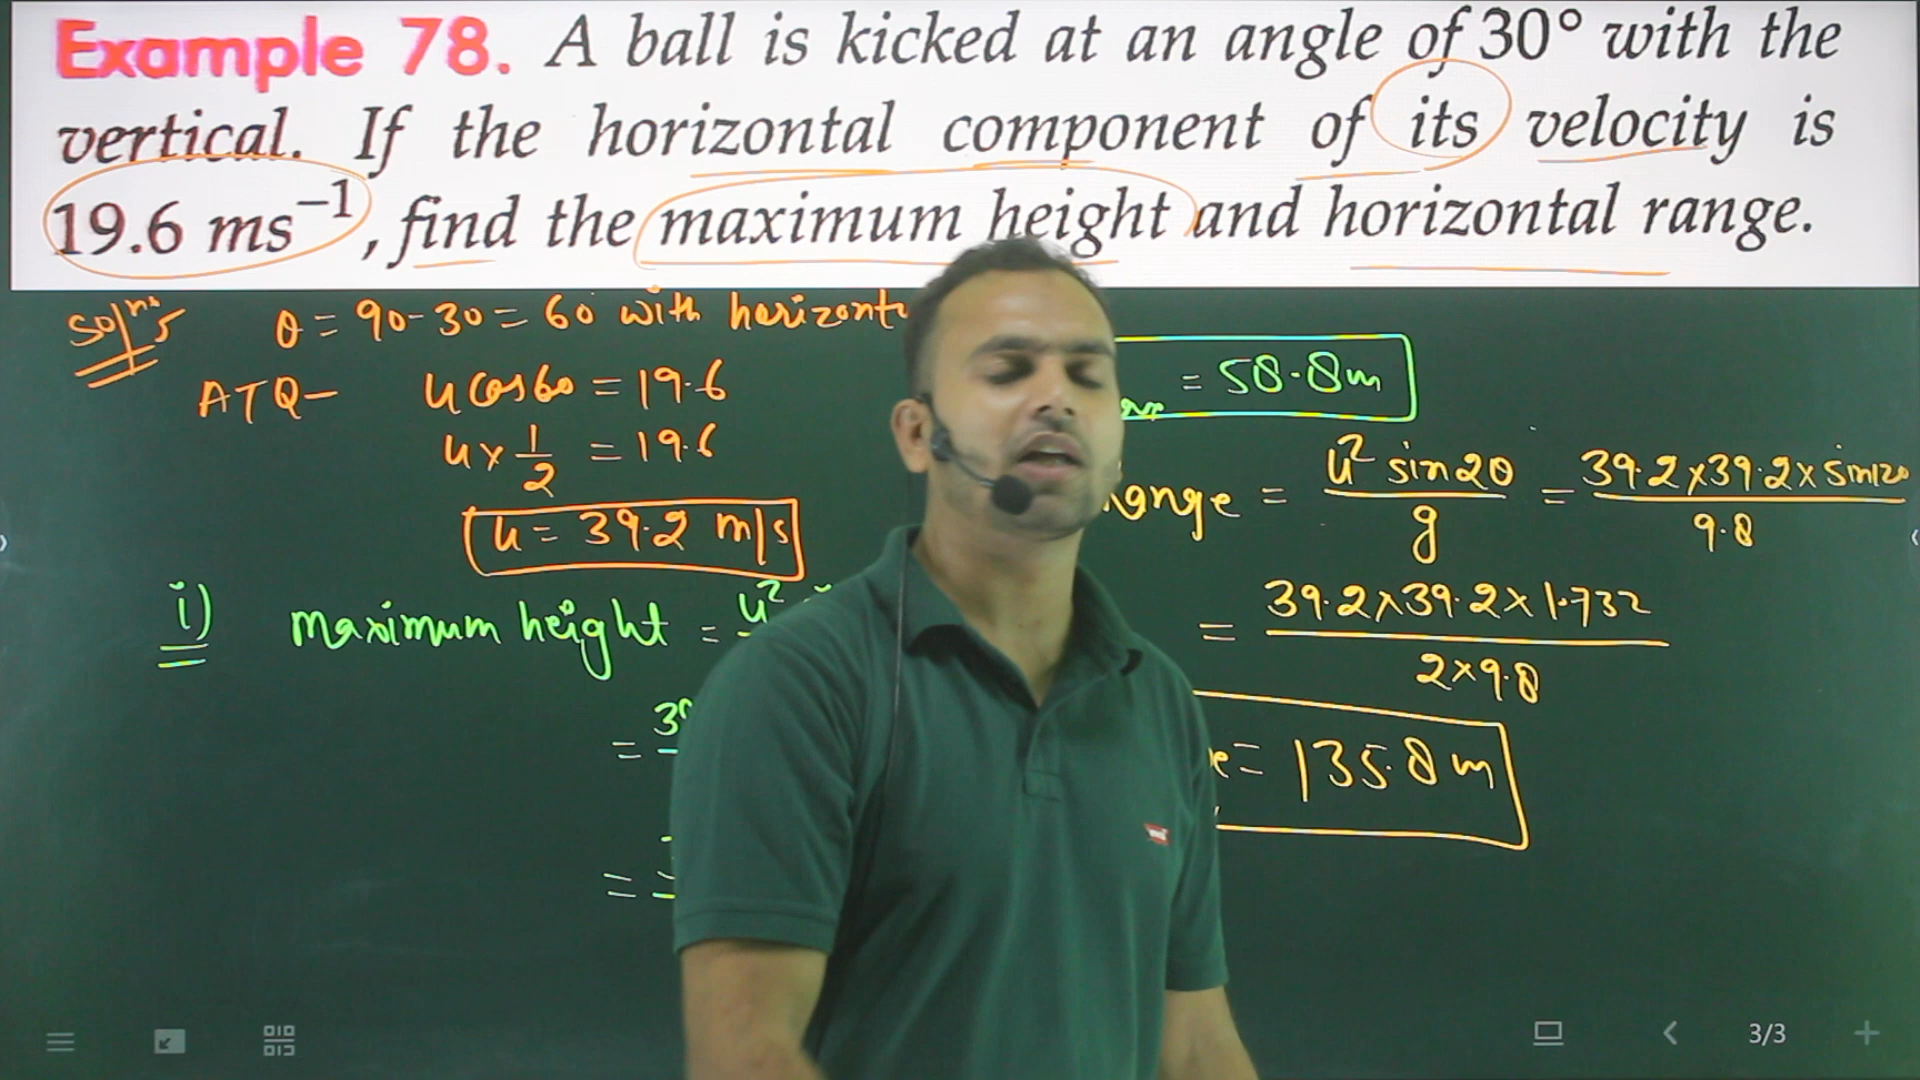 Example 78. A ball is kicked at an angle of 30° with the
vertical. If the horizontal component of its velocity is
19.6 ms⁻¹, find the maximum height and horizontal range.
Solⁿ:
θ = 90-30 = 60 with horizont
ATQ- u cos60 = 19.6
u × 1/2 = 19.6
u = 39.2 m/s
i) maximum height = u²
=
=
= 58.8m
Range = u² sin2θ / g = 39.2×39.2×sin120 / 9.8
= 39.2×39.2×1.732 / 2×9.8
= 135.8 m
3/3